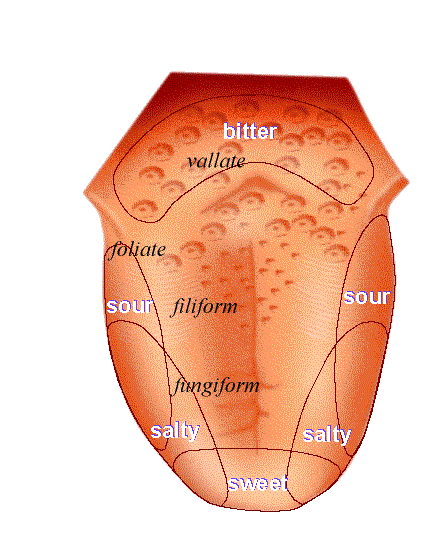 bitter
vallate
foliate
sour
sour
filiform
fungiform
salty
salty
sweet